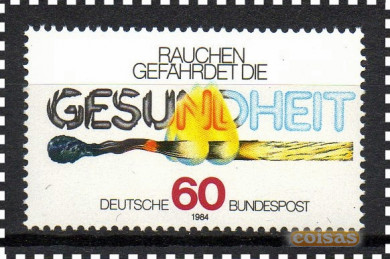 RAUCHEN
GEFÄHRDET DIE
GESUNDHEIT
DEUTSCHE 60 BUNDESPOST
1984
coisas